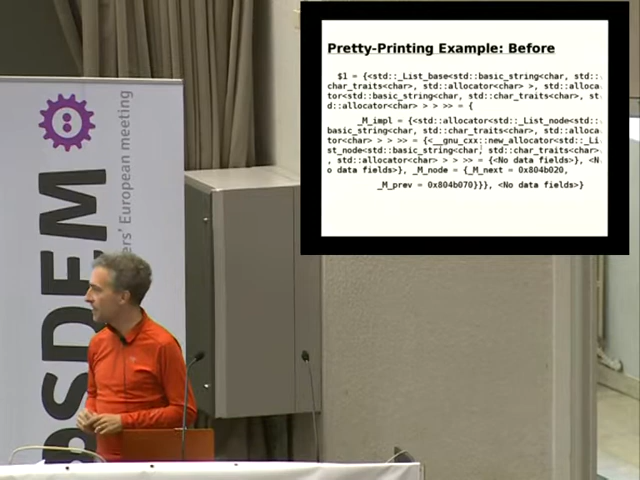 Pretty-Printing Example: Before
$1 = {<std::_List_base<std::basic_string<char, std::
char_traits<char>, std::allocator<char> >, std::alloca
tor<std::basic_string<char, std::char_traits<char>, st
d::allocator<char> > > > = {
_M_impl = {<std::allocator<std::_List_node<std::
basic_string<char, std::char_traits<char>, std::alloca
tor<char> > > >> = {<__gnu_cxx::new_allocator<std::_Li
st_node<std::basic_string<char, std::char_traits<char>
, std::allocator<char> > > >> = {<No data fields>}, <N
o data fields>}, _M_node = {_M_next = 0x804b020,
_M_prev = 0x804b070}}}, <No data fields>}
OSDEM
ers' European meeting